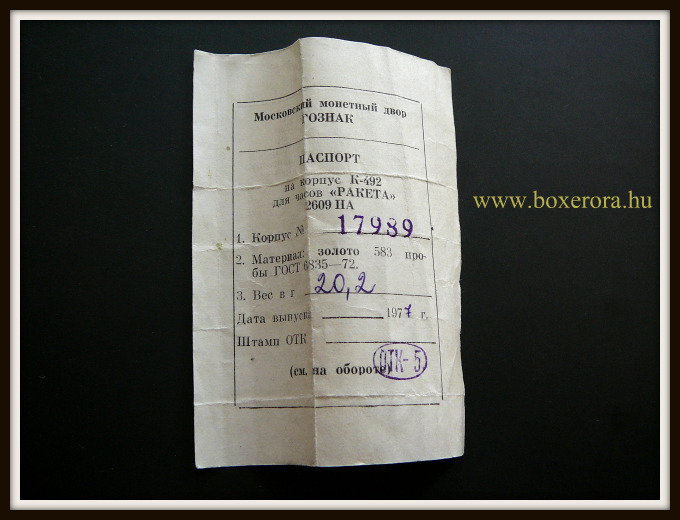 Московский монетный двор
ГОЗНАК
ПАСПОРТ
на корпус К-492
для часов «РАКЕТА»
2609 НА
1. Корпус № 17989
2. Материал: золото 583 про-
бы ГОСТ 6835—72.
3. Вес в г 20,2
Дата выпуска 1977 г.
Штамп ОТК
ОТК-5
(см. на обороте)
www.boxerora.hu